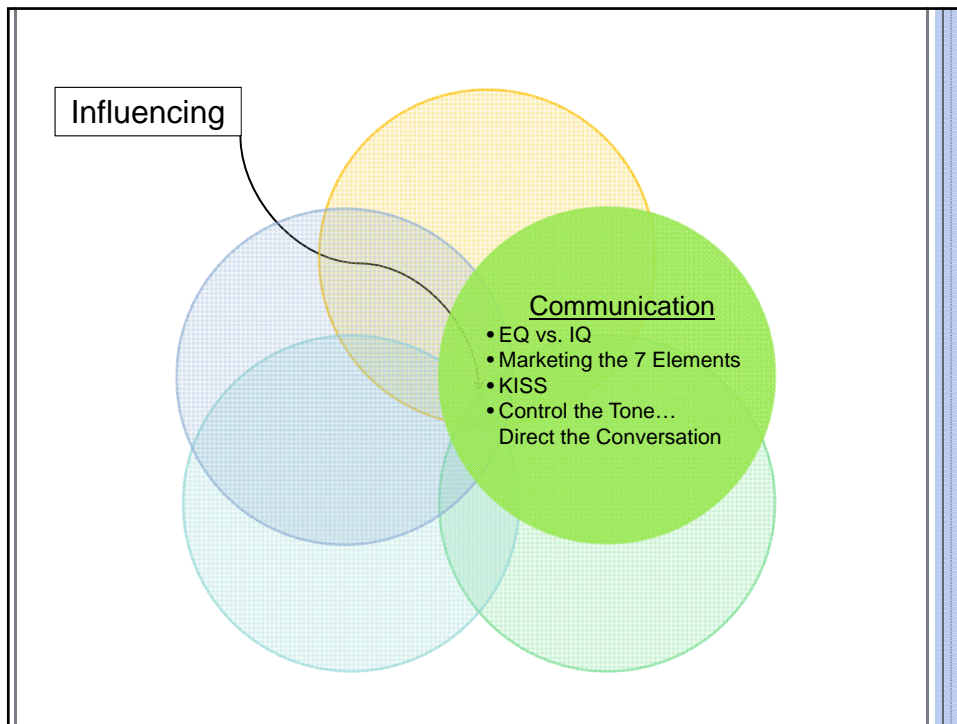 Influencing
Communication
• EQ vs. IQ
• Marketing the 7 Elements
• KISS
• Control the Tone…
Direct the Conversation